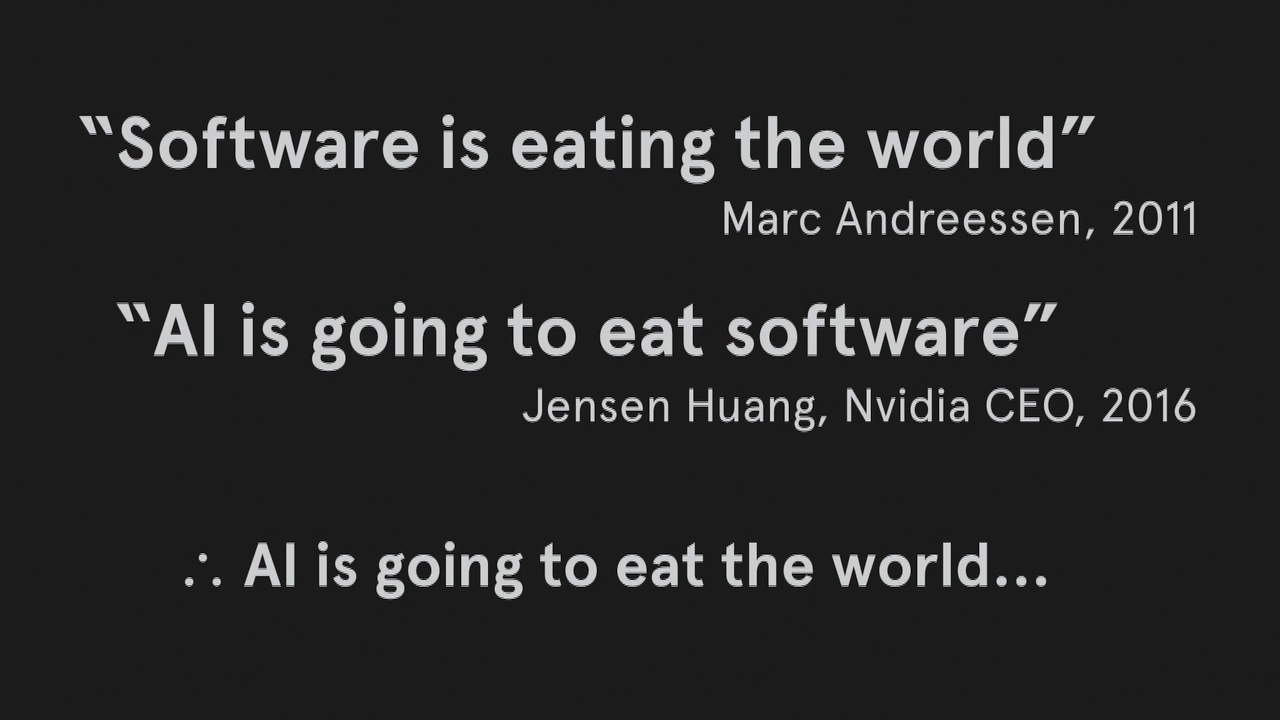 “Software is eating the world”
Marc Andreessen, 2011
“AI is going to eat software”
Jensen Huang, Nvidia CEO, 2016
∴ AI is going to eat the world...